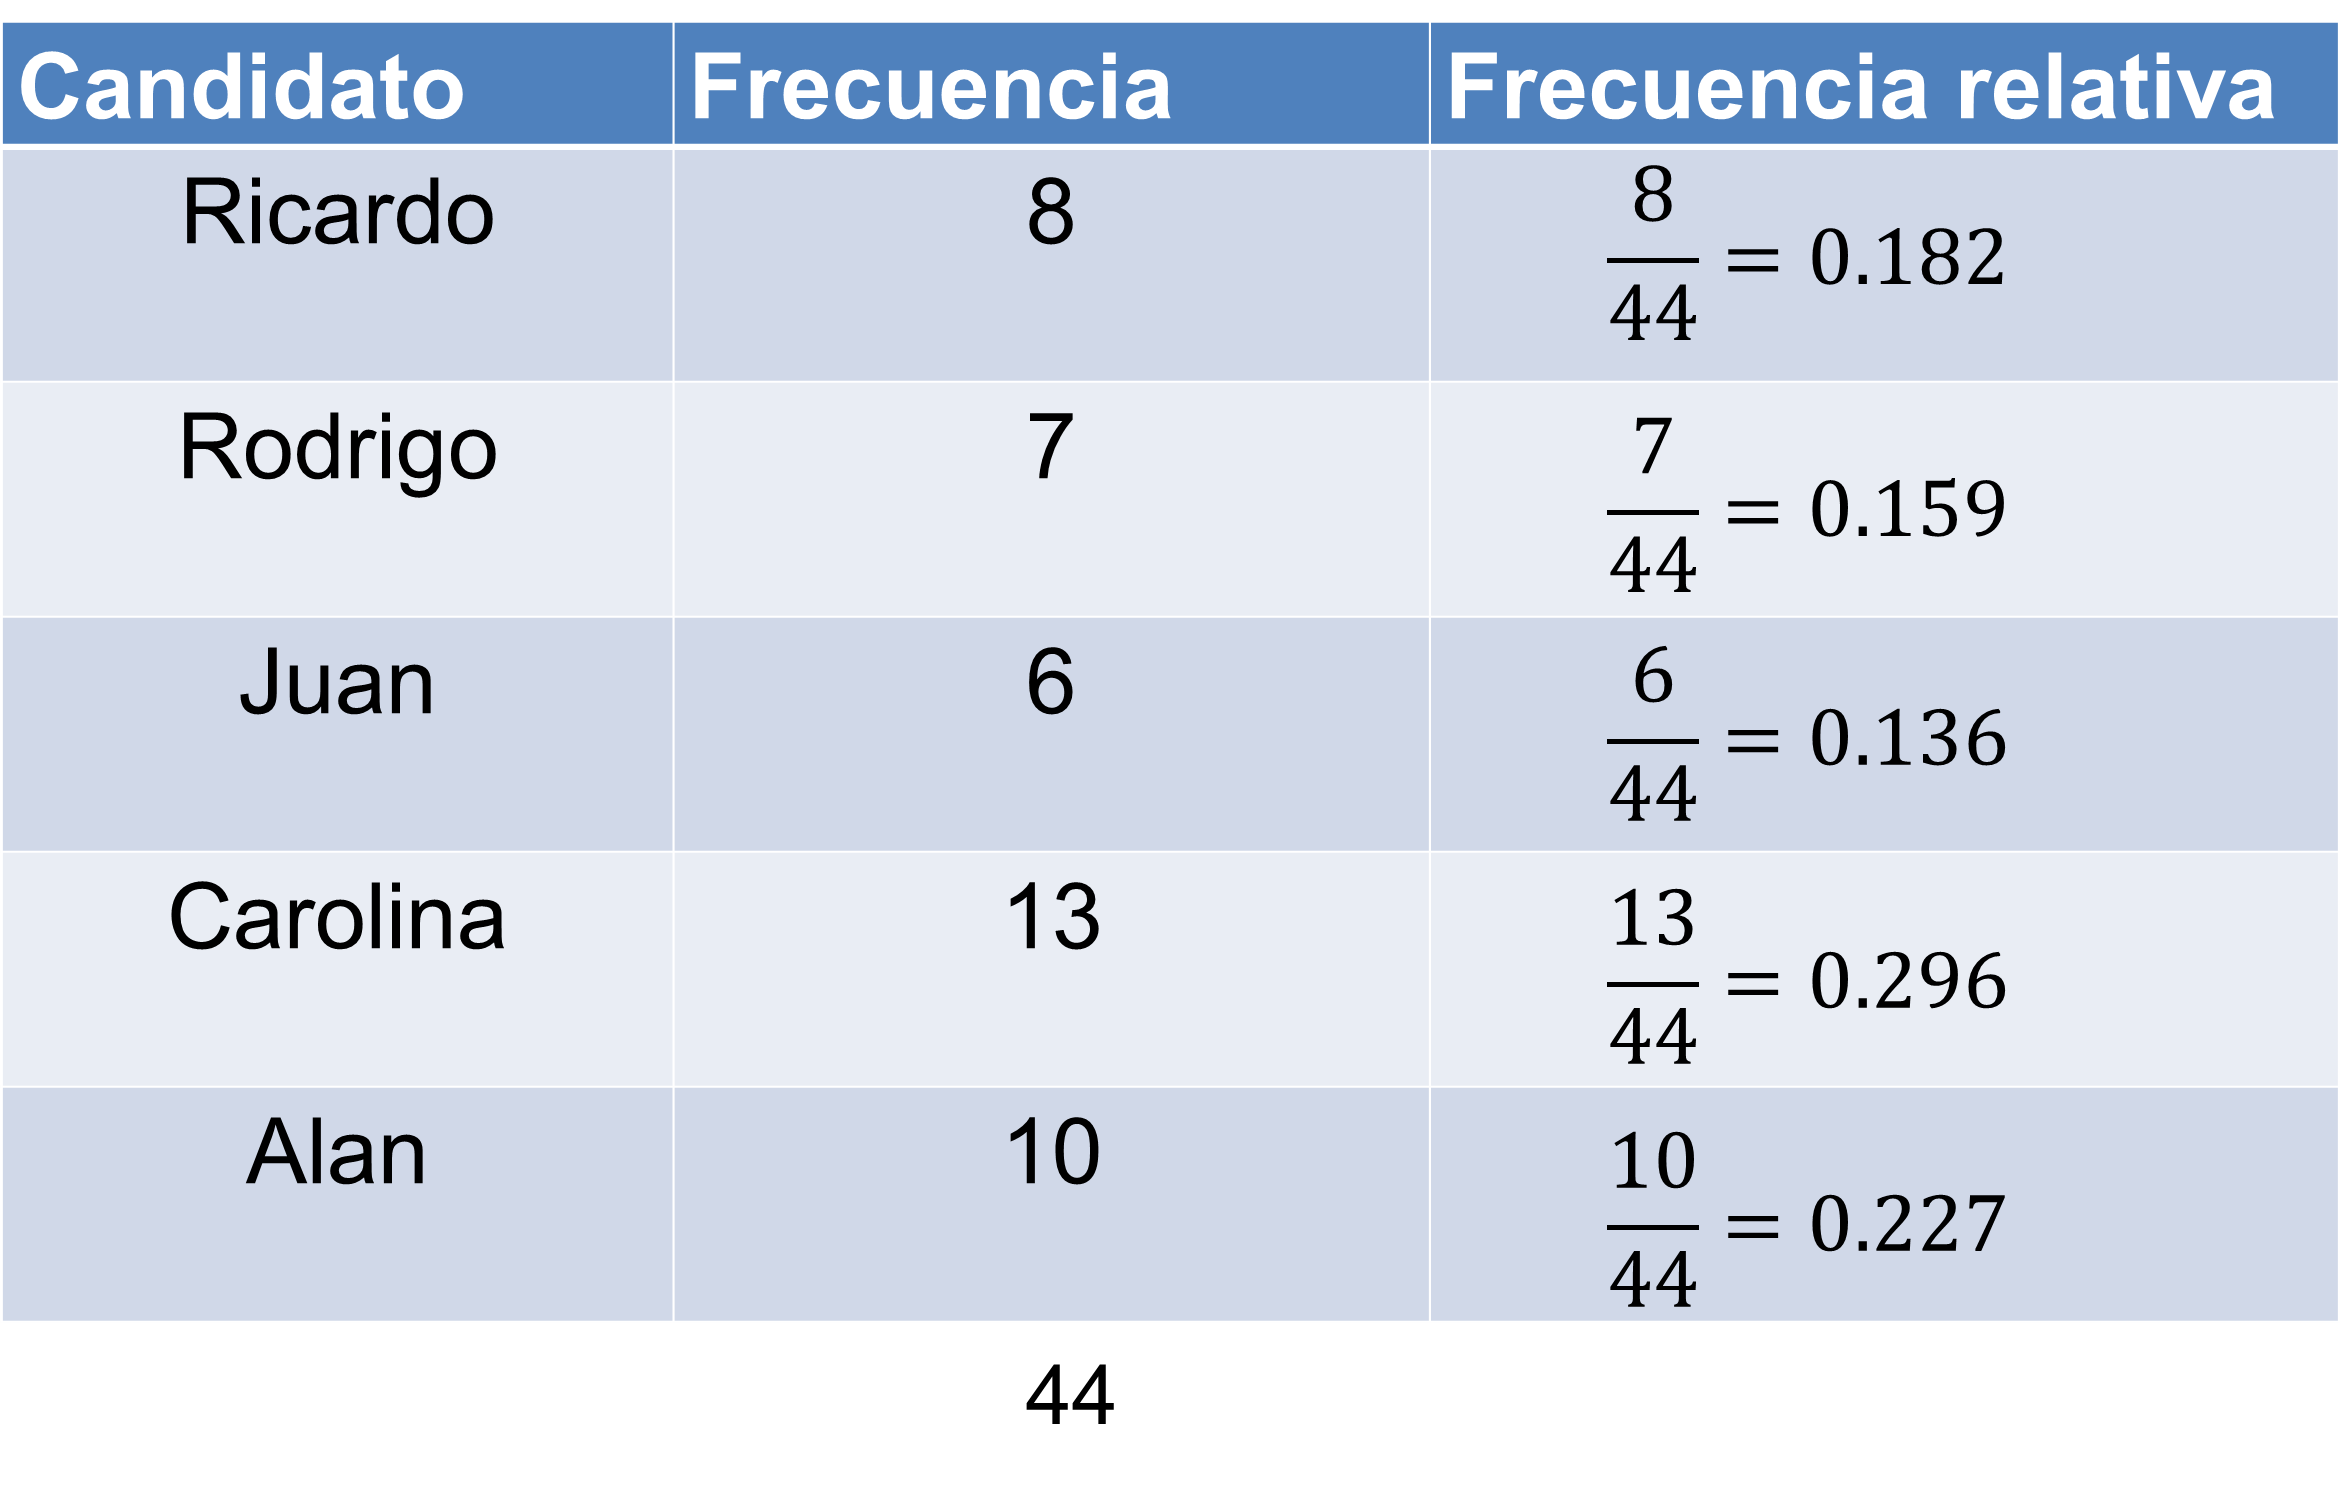 Candidato Frecuencia Frecuencia relativa
Ricardo 8 8/44 = 0.182
Rodrigo 7 7/44 = 0.159
Juan 6 6/44 = 0.136
Carolina 13 13/44 = 0.296
Alan 10 10/44 = 0.227
44